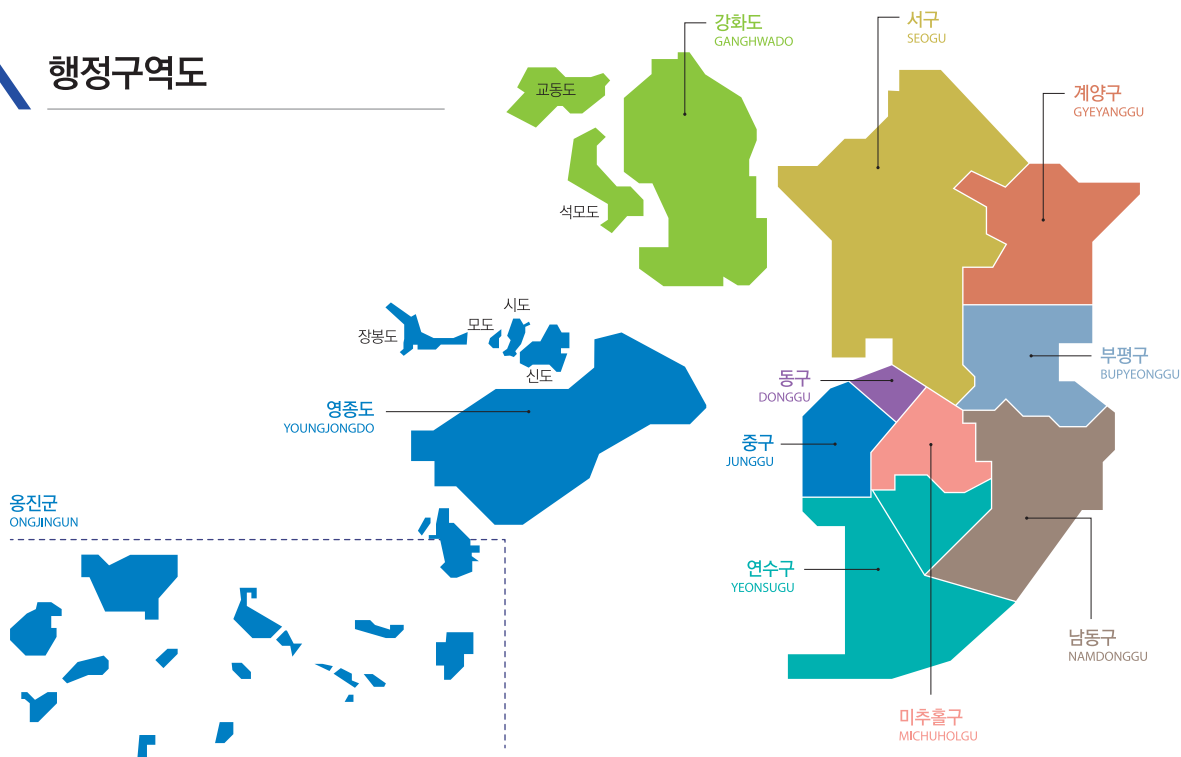 행정구역도
강화도
GANGHWADO
서구
SEOGU
교동도
계양구
GYEYANGGU
석모도
시도
모도
장봉도
신도
부평구
BUPYEONGGU
동구
DONGGU
영종도
YOUNGJONGDO
중구
JUNGGU
옹진군
ONGJINGUN
연수구
YEONSUGU
남동구
NAMDONGGU
미추홀구
MICHUHOLGU